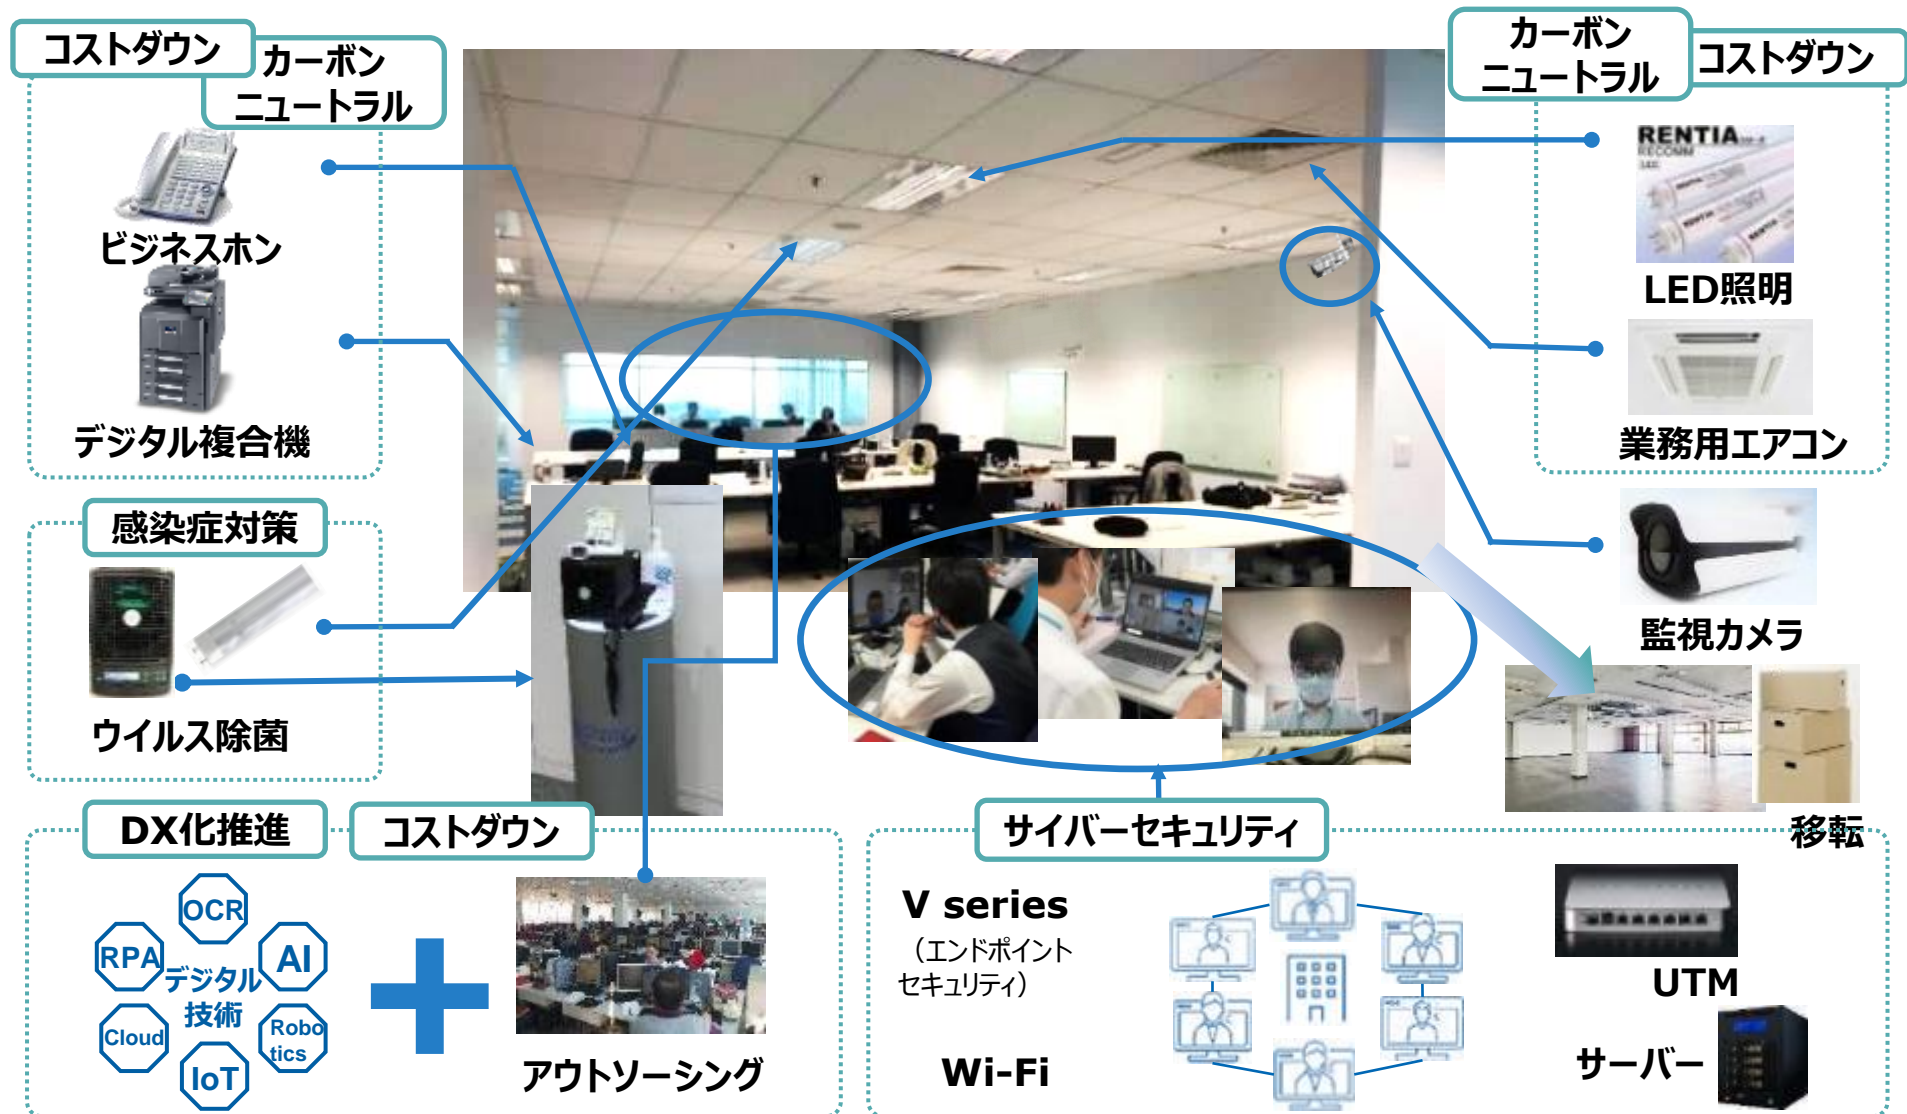 コストダウン
カーボン
ニュートラル
ビジネスホン
デジタル複合機
カーボン
ニュートラル
コストダウン
RENTIA
RECOMM
RENTIA
RENTIA
LED照明
業務用エアコン
監視カメラ
移転
感染症対策
ウイルス除菌
DX化推進
コストダウン
OCR
RPA
AI
デジタル
技術
Cloud
Robo
tics
IoT
アウトソーシング
サイバーセキュリティ
V series
（エンドポイント
セキュリティ）
Wi-Fi
UTM
サーバー